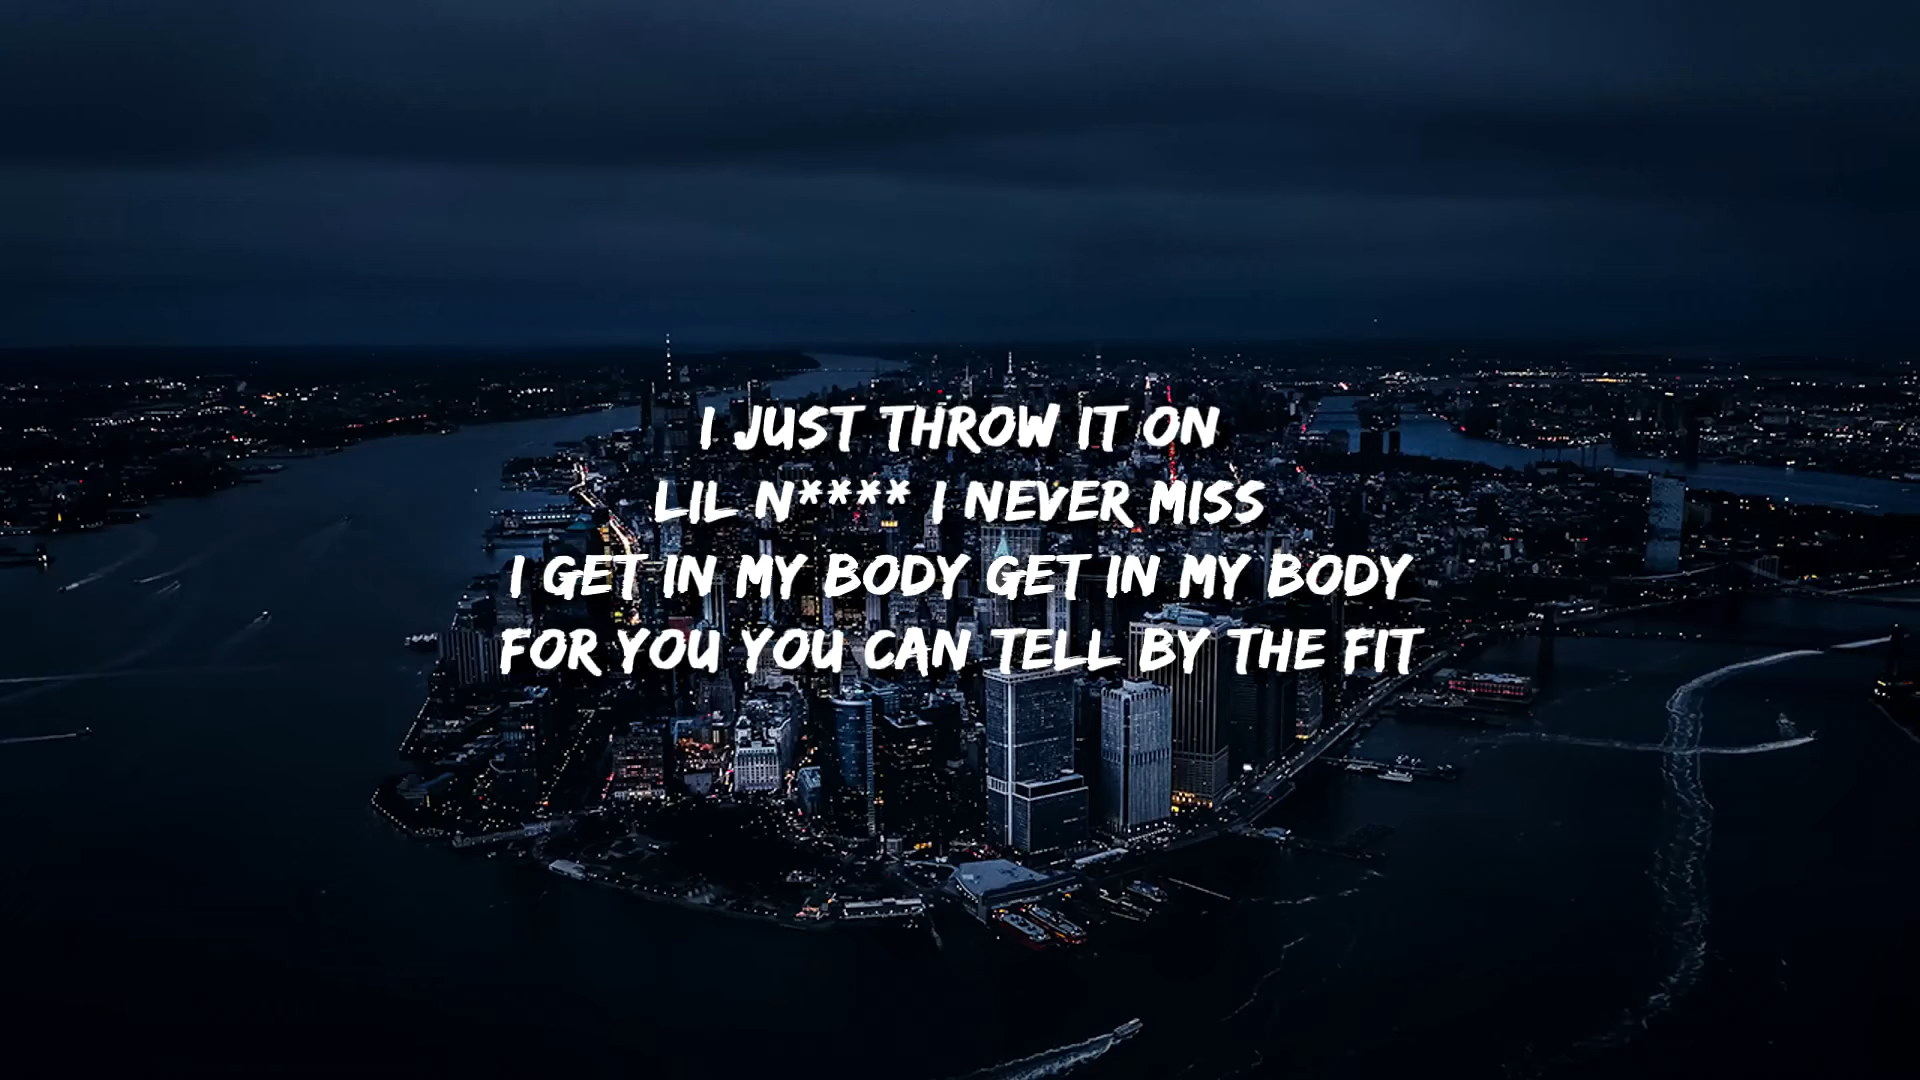 I JUST THROW IT ON
LIL N**** I NEVER MISS
I GET IN MY BODY GET IN MY BODY
FOR YOU YOU CAN TELL BY THE FIT